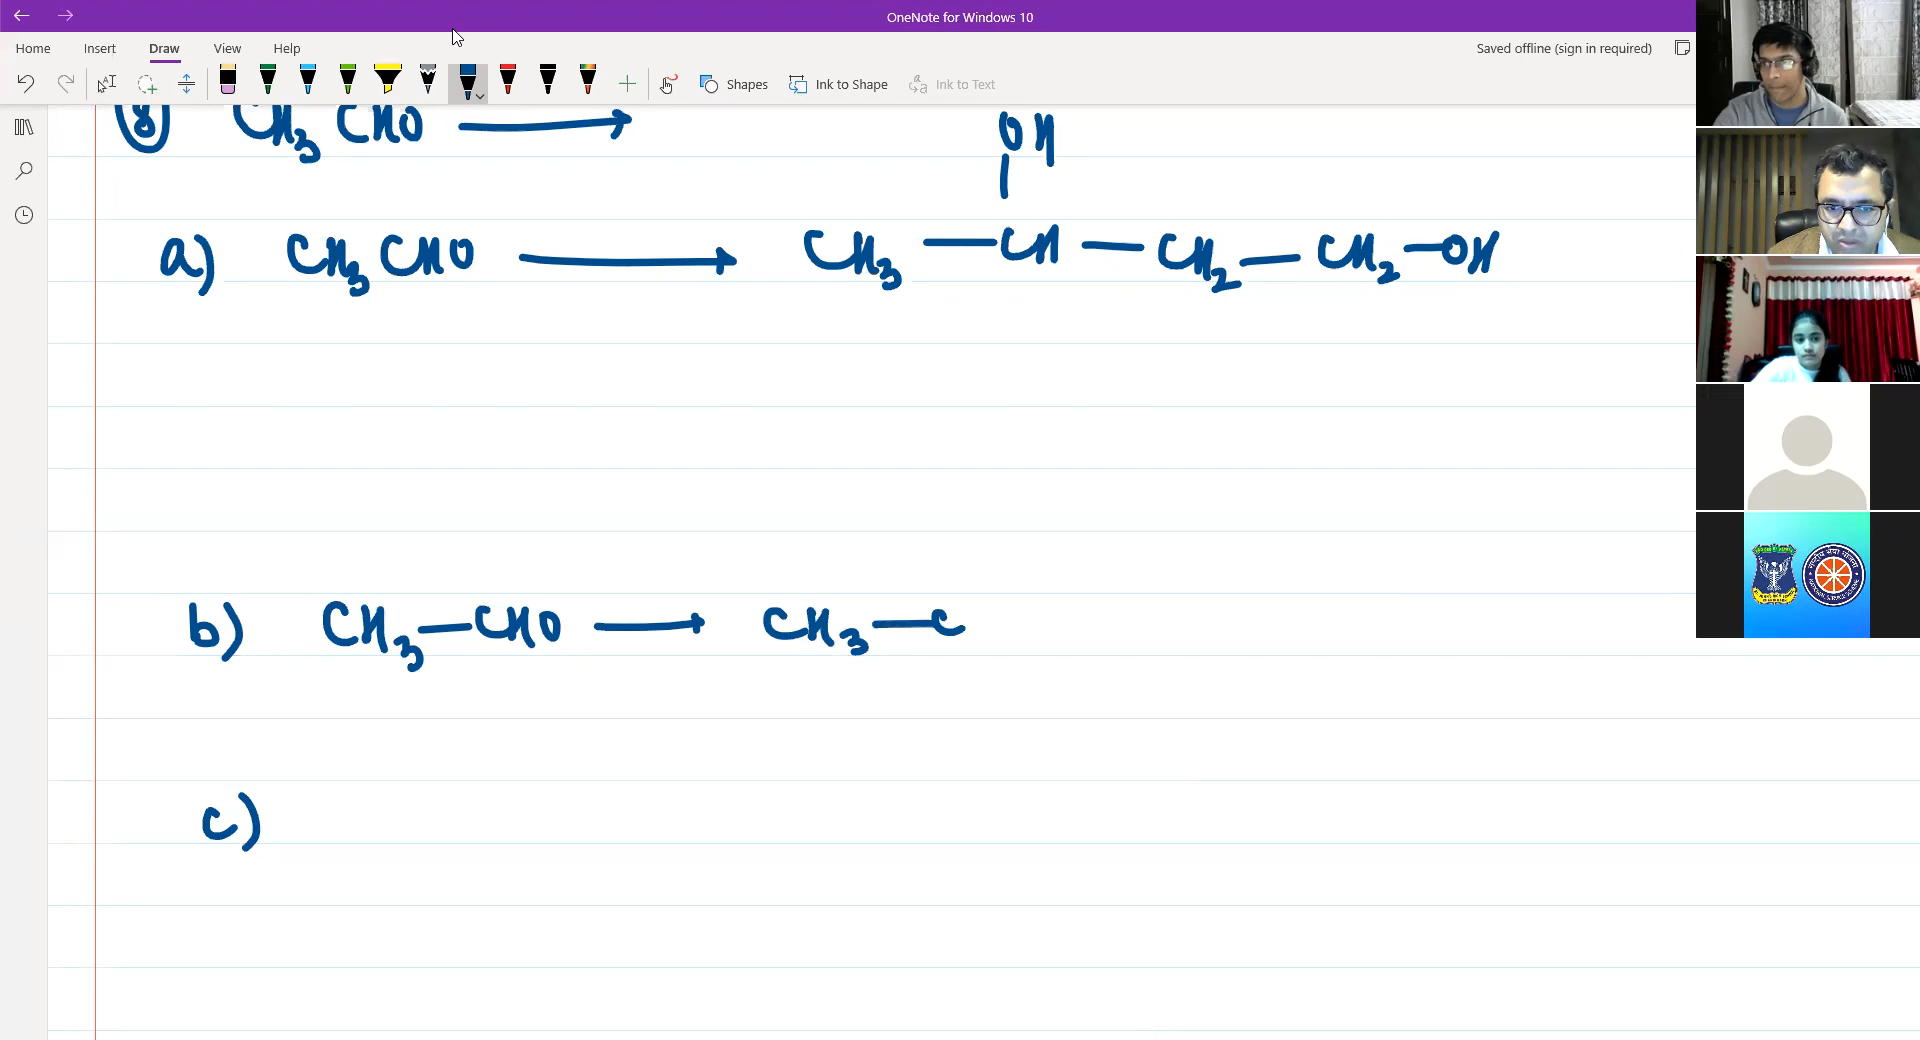 OneNote for Windows 10
Home Insert Draw View Help
Saved offline (sign in required)
Shapes Ink to Shape Ink to Text
⑧ CH3 CHO ⟶
OH
a) CH3 CHO ⟶ CH3 — CH — CH2 — CH2 — OH
b) CH3 — CHO ⟶ CH3 — C
c)